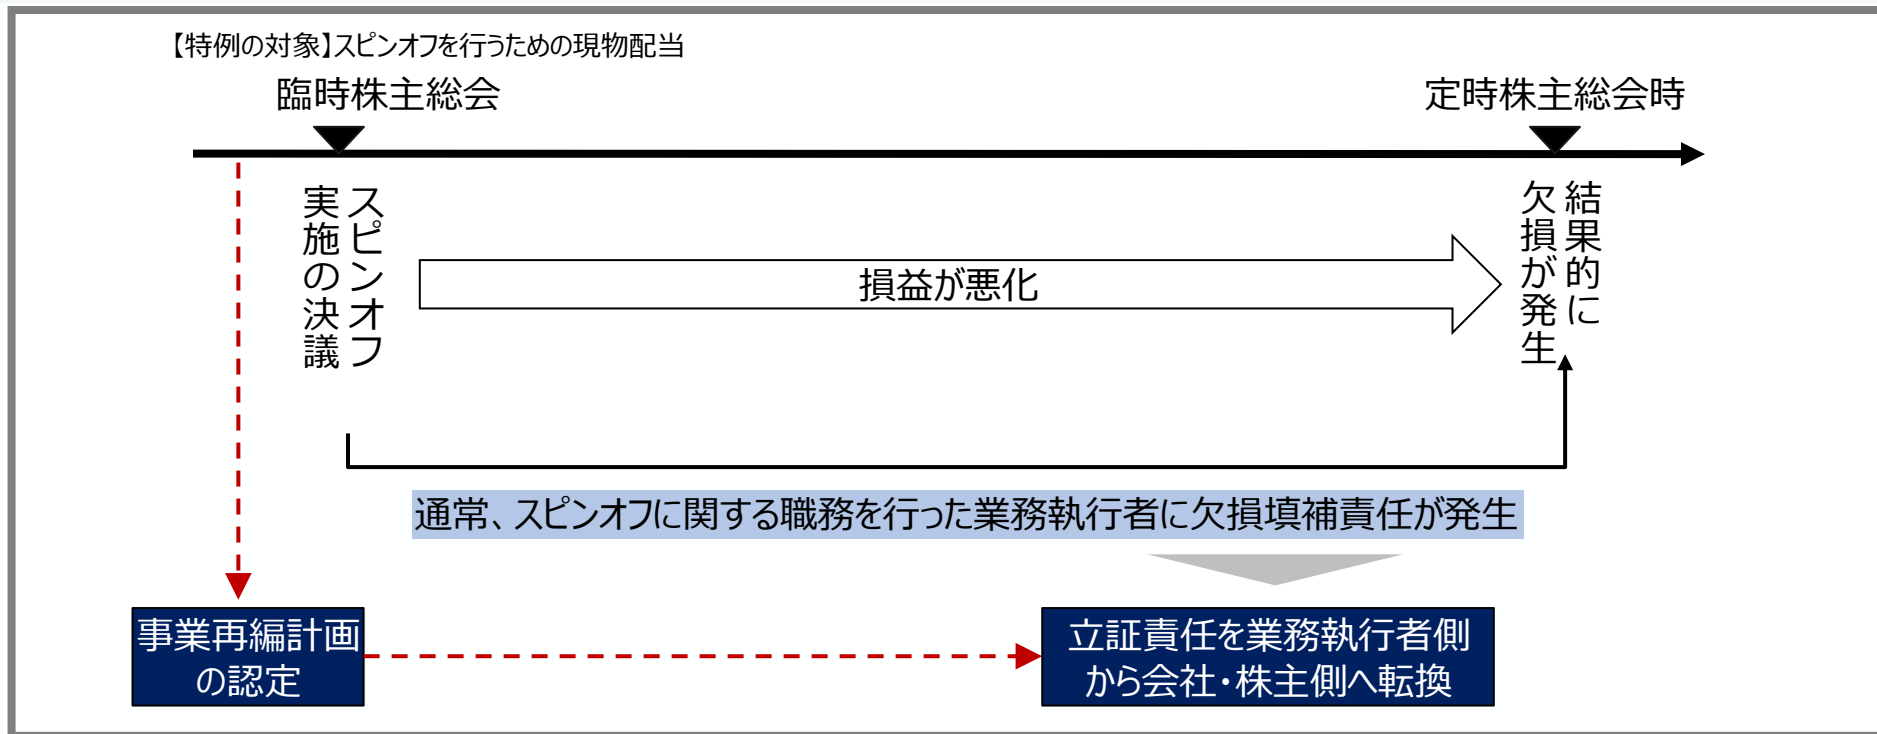 【特例の対象】スピンオフを行うための現物配当
臨時株主総会
定時株主総会時
スピンオフ
実施の決議
損益が悪化
結果的に
欠損が発生
通常、スピンオフに関する職務を行った業務執行者に欠損填補責任が発生
事業再編計画
の認定
立証責任を業務執行者側
から会社・株主側へ転換